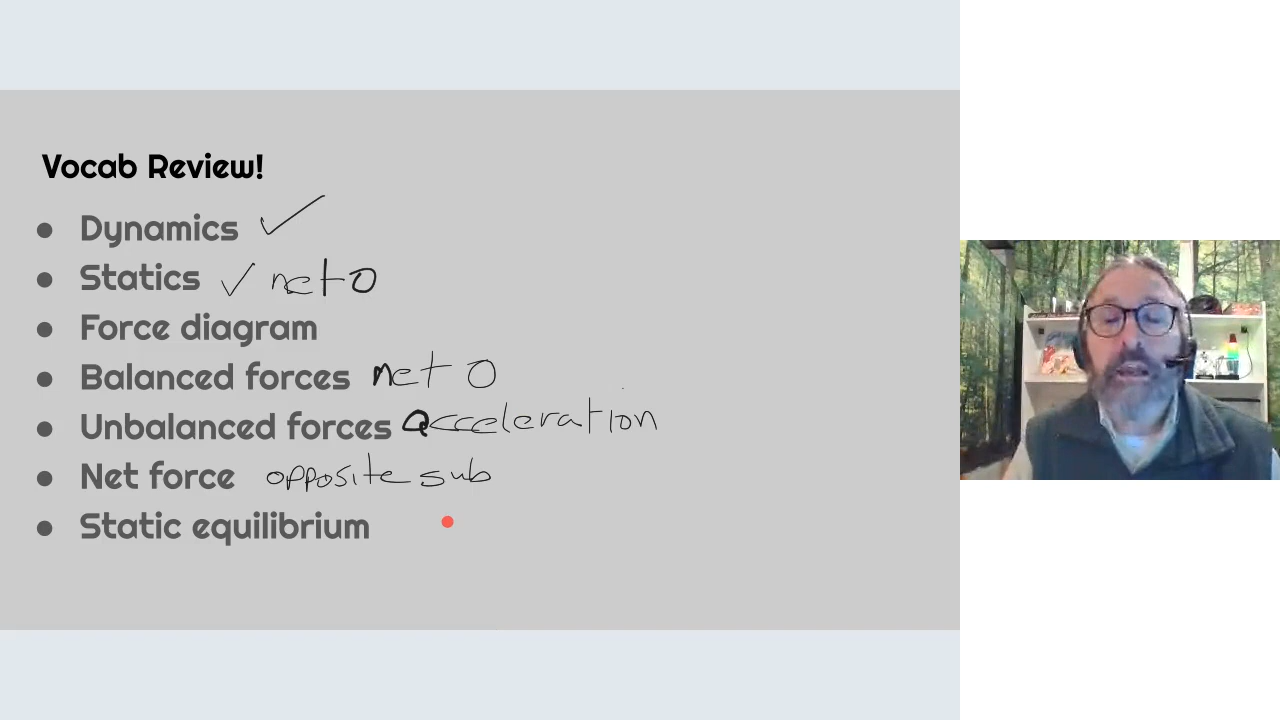 Vocab Review!
● Dynamics ✓
● Statics ✓ net 0
● Force diagram
● Balanced forces net 0
● Unbalanced forces acceleration
● Net force opposite sub
● Static equilibrium